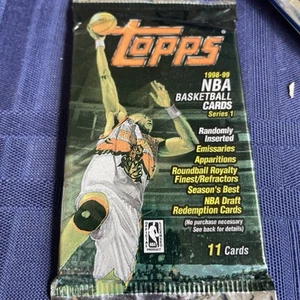 Topps
1998-99
NBA
BASKETBALL
CARDS
Series 1
Randomly
Inserted
Emissaries
Apparitions
Roundball Royalty
Finest/Refractors
Season's Best
NBA Draft
Redemption Cards
(No purchase necessary.
See back for details)
11 Cards